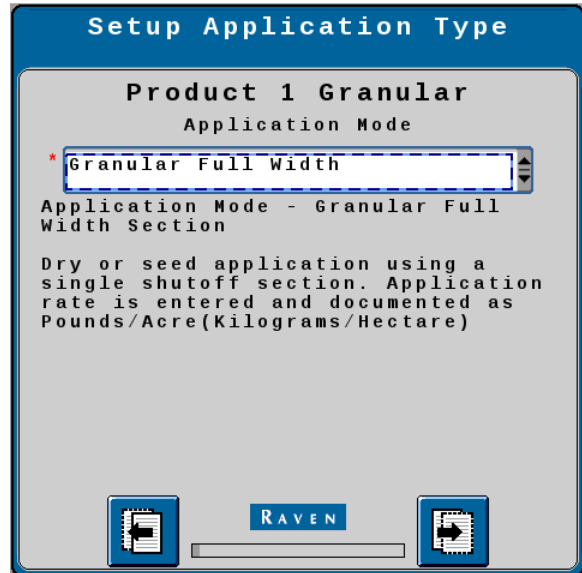 Setup Application Type
Product 1 Granular
Application Mode
* Granular Full Width
Application Mode - Granular Full
Width Section
Dry or seed application using a
single shutoff section. Application
rate is entered and documented as
Pounds/Acre(Kilograms/Hectare)
RAVEN